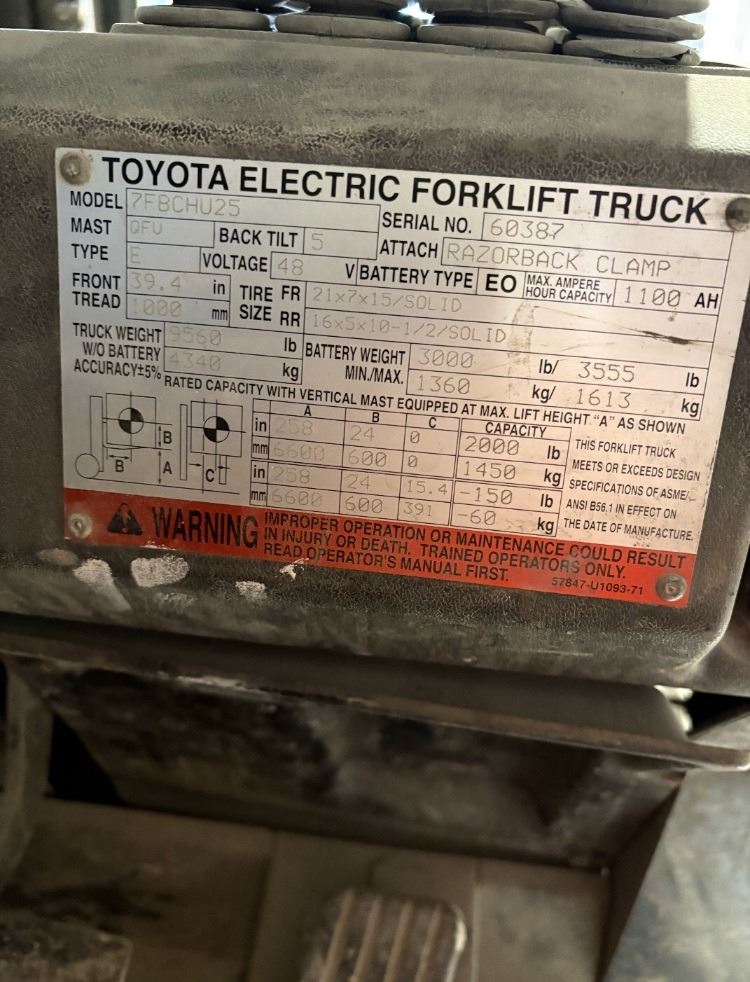 TOYOTA ELECTRIC FORKLIFT TRUCK
MODEL 7FBCHU25 SERIAL NO. 60387
MAST QFV BACK TILT 5 ATTACH RAZORBACK CLAMP
TYPE E VOLTAGE 48 V BATTERY TYPE EO MAX. AMPERE HOUR CAPACITY 1100 AH
FRONT TREAD 39.4 in TIRE SIZE FR 21x7x15/SOLID
1000 mm RR 16x5x10-1/2/SOLID
TRUCK WEIGHT W/O BATTERY ACCURACY±5% 9560 lb BATTERY WEIGHT MIN./MAX. 3000 lb/ 3555 lb
4340 kg 1360 kg/ 1613 kg
RATED CAPACITY WITH VERTICAL MAST EQUIPPED AT MAX. LIFT HEIGHT "A" AS SHOWN
A B C CAPACITY
in 258 24 0 2000 lb
mm 6600 600 0 1450 kg
in 258 24 15.4 -150 lb
mm 6600 600 391 -60 kg
B B A C
THIS FORKLIFT TRUCK
MEETS OR EXCEEDS DESIGN
SPECIFICATIONS OF ASME/
ANSI B56.1 IN EFFECT ON
THE DATE OF MANUFACTURE.
WARNING
IMPROPER OPERATION OR MAINTENANCE COULD RESULT
IN INJURY OR DEATH. TRAINED OPERATORS ONLY.
READ OPERATOR'S MANUAL FIRST.
57847-U1093-71